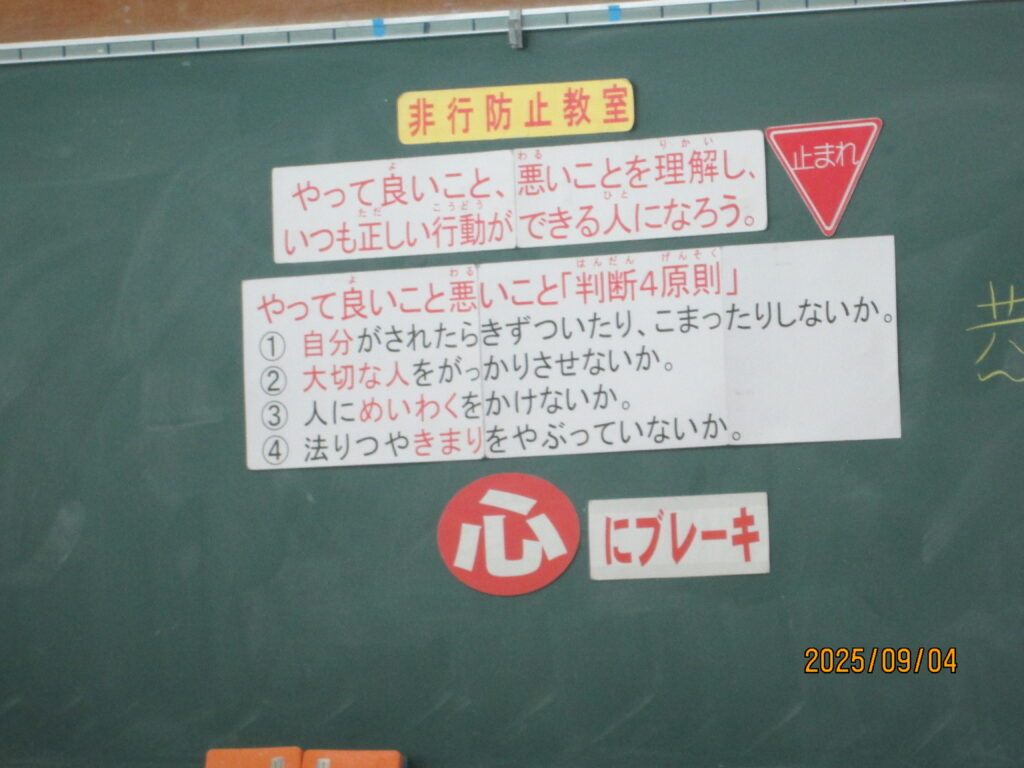 非行防止教室
やって良いこと、悪いことを理解し、
いつも正しい行動ができる人になろう。
止まれ
やって良いこと悪いこと「判断4原則」
① 自分がされたらきずついたり、こまったりしないか。
② 大切な人をがっかりさせないか。
③ 人にめいわくをかけないか。
④ 法りつやきまりをやぶっていないか。
心にブレーキ
2025/09/04